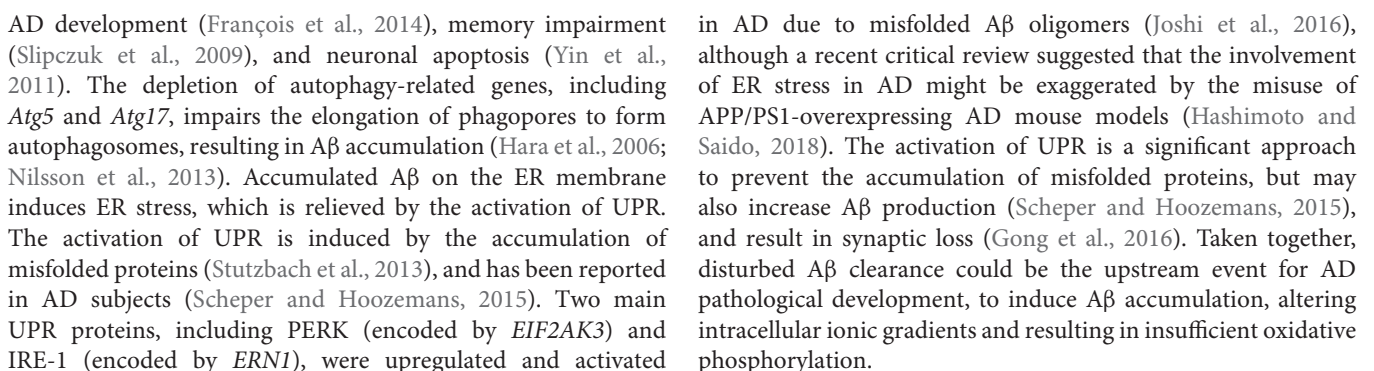 AD development (François et al., 2014), memory impairment
(Slipczuk et al., 2009), and neuronal apoptosis (Yin et al.,
2011). The depletion of autophagy-related genes, including
Atg5 and Atg17, impairs the elongation of phagopores to form
autophagosomes, resulting in Aβ accumulation (Hara et al., 2006;
Nilsson et al., 2013). Accumulated Aβ on the ER membrane
induces ER stress, which is relieved by the activation of UPR.
The activation of UPR is induced by the accumulation of
misfolded proteins (Stutzbach et al., 2013), and has been reported
in AD subjects (Scheper and Hoozemans, 2015). Two main
UPR proteins, including PERK (encoded by EIF2AK3) and
IRE-1 (encoded by ERN1), were upregulated and activated
in AD due to misfolded Aβ oligomers (Joshi et al., 2016),
although a recent critical review suggested that the involvement
of ER stress in AD might be exaggerated by the misuse of
APP/PS1-overexpressing AD mouse models (Hashimoto and
Saido, 2018). The activation of UPR is a significant approach
to prevent the accumulation of misfolded proteins, but may
also increase Aβ production (Scheper and Hoozemans, 2015),
and result in synaptic loss (Gong et al., 2016). Taken together,
disturbed Aβ clearance could be the upstream event for AD
pathological development, to induce Aβ accumulation, altering
intracellular ionic gradients and resulting in insufficient oxidative
phosphorylation.